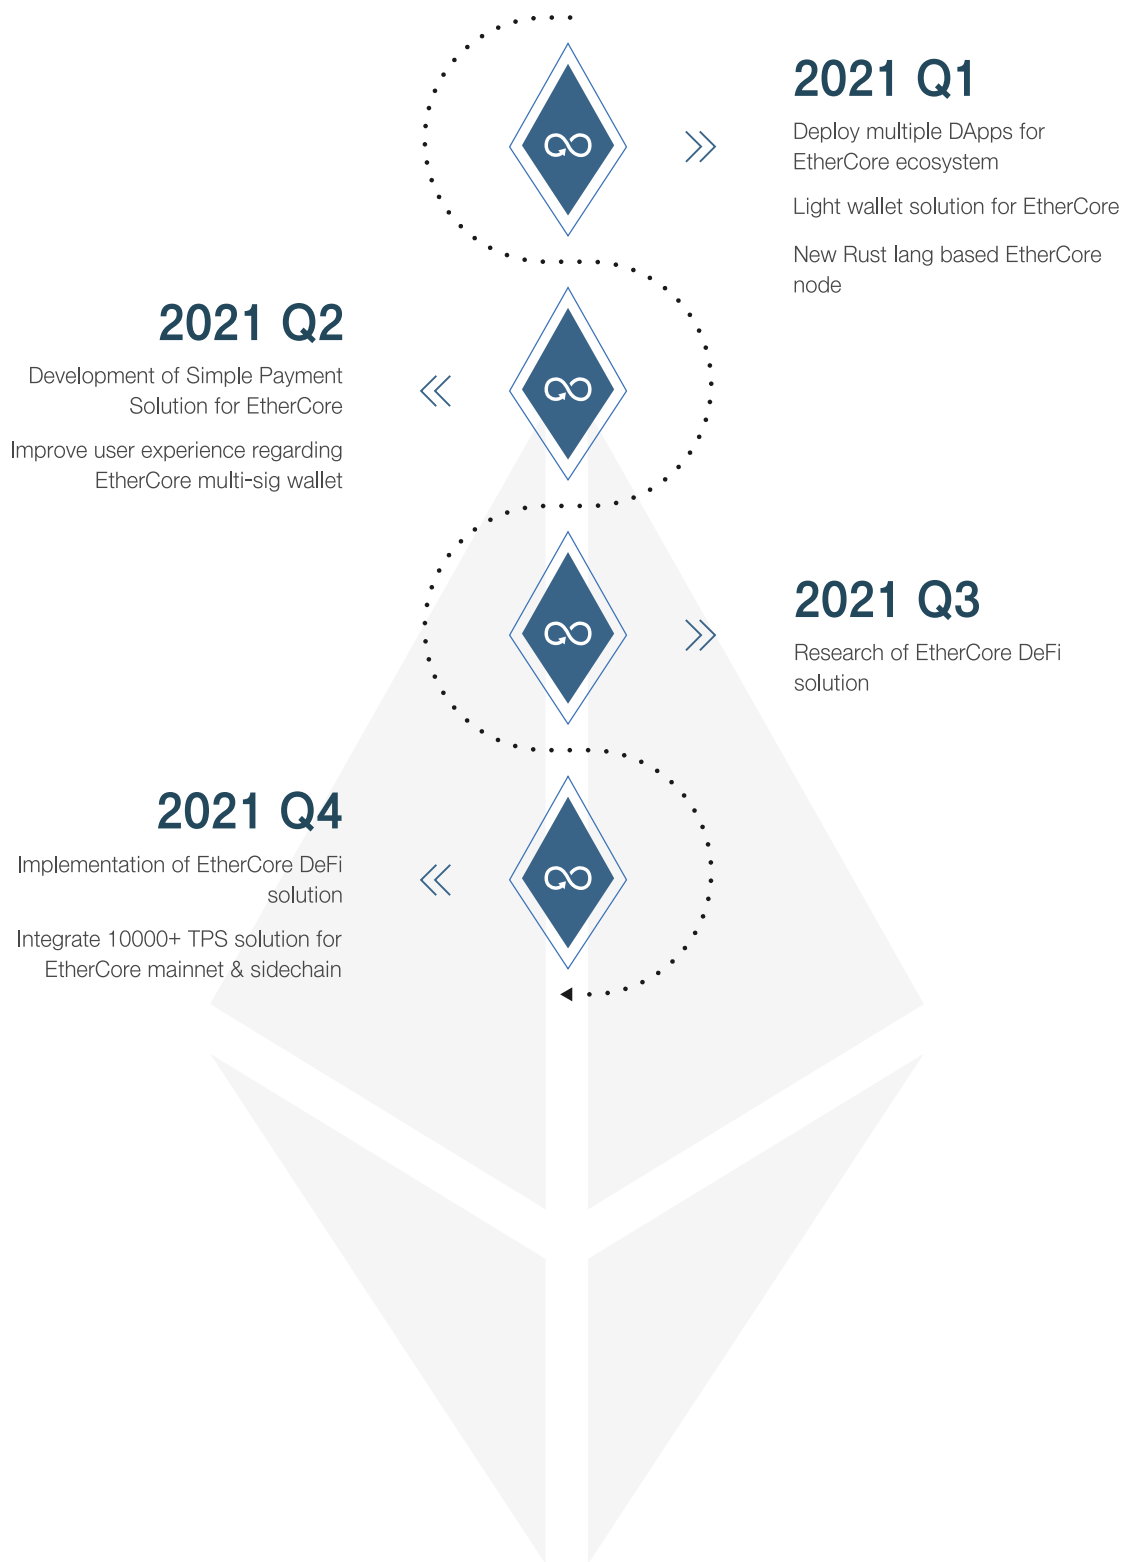 2021 Q1
Deploy multiple DApps for
EtherCore ecosystem
Light wallet solution for EtherCore
New Rust lang based EtherCore
node
2021 Q2
Development of Simple Payment
Solution for EtherCore
Improve user experience regarding
EtherCore multi-sig wallet
2021 Q3
Research of EtherCore DeFi
solution
2021 Q4
Implementation of EtherCore DeFi
solution
Integrate 10000+ TPS solution for
EtherCore mainnet & sidechain